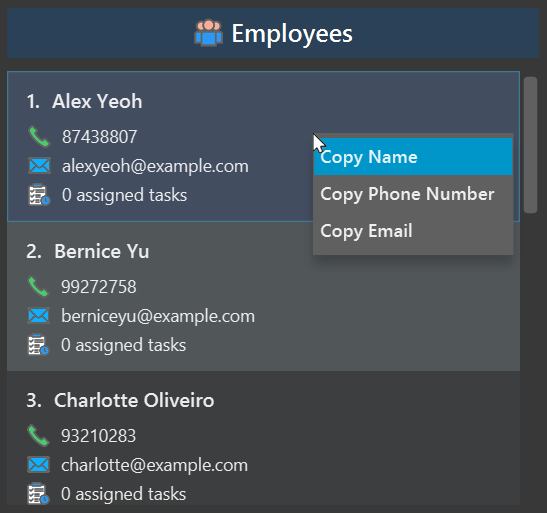 Employees
1. Alex Yeoh
87438807
alexyeoh@example.com
0 assigned tasks
Copy Name
Copy Phone Number
Copy Email
2. Bernice Yu
99272758
berniceyu@example.com
0 assigned tasks
3. Charlotte Oliveiro
93210283
charlotte@example.com
0 assigned tasks